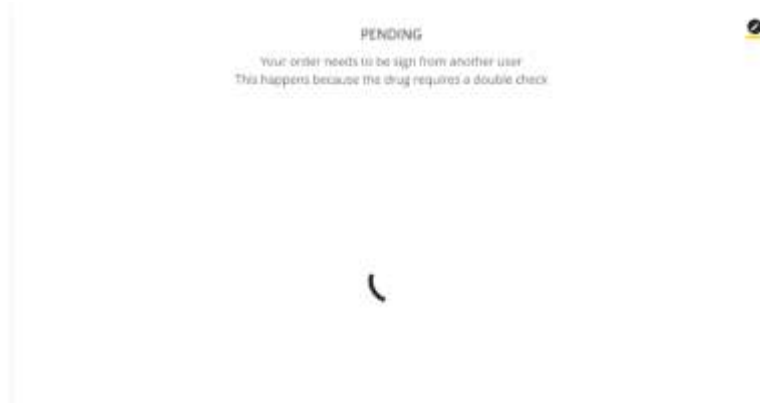 PENDING
Your order needs to be sign from another user
This happens because the drug requires a double check